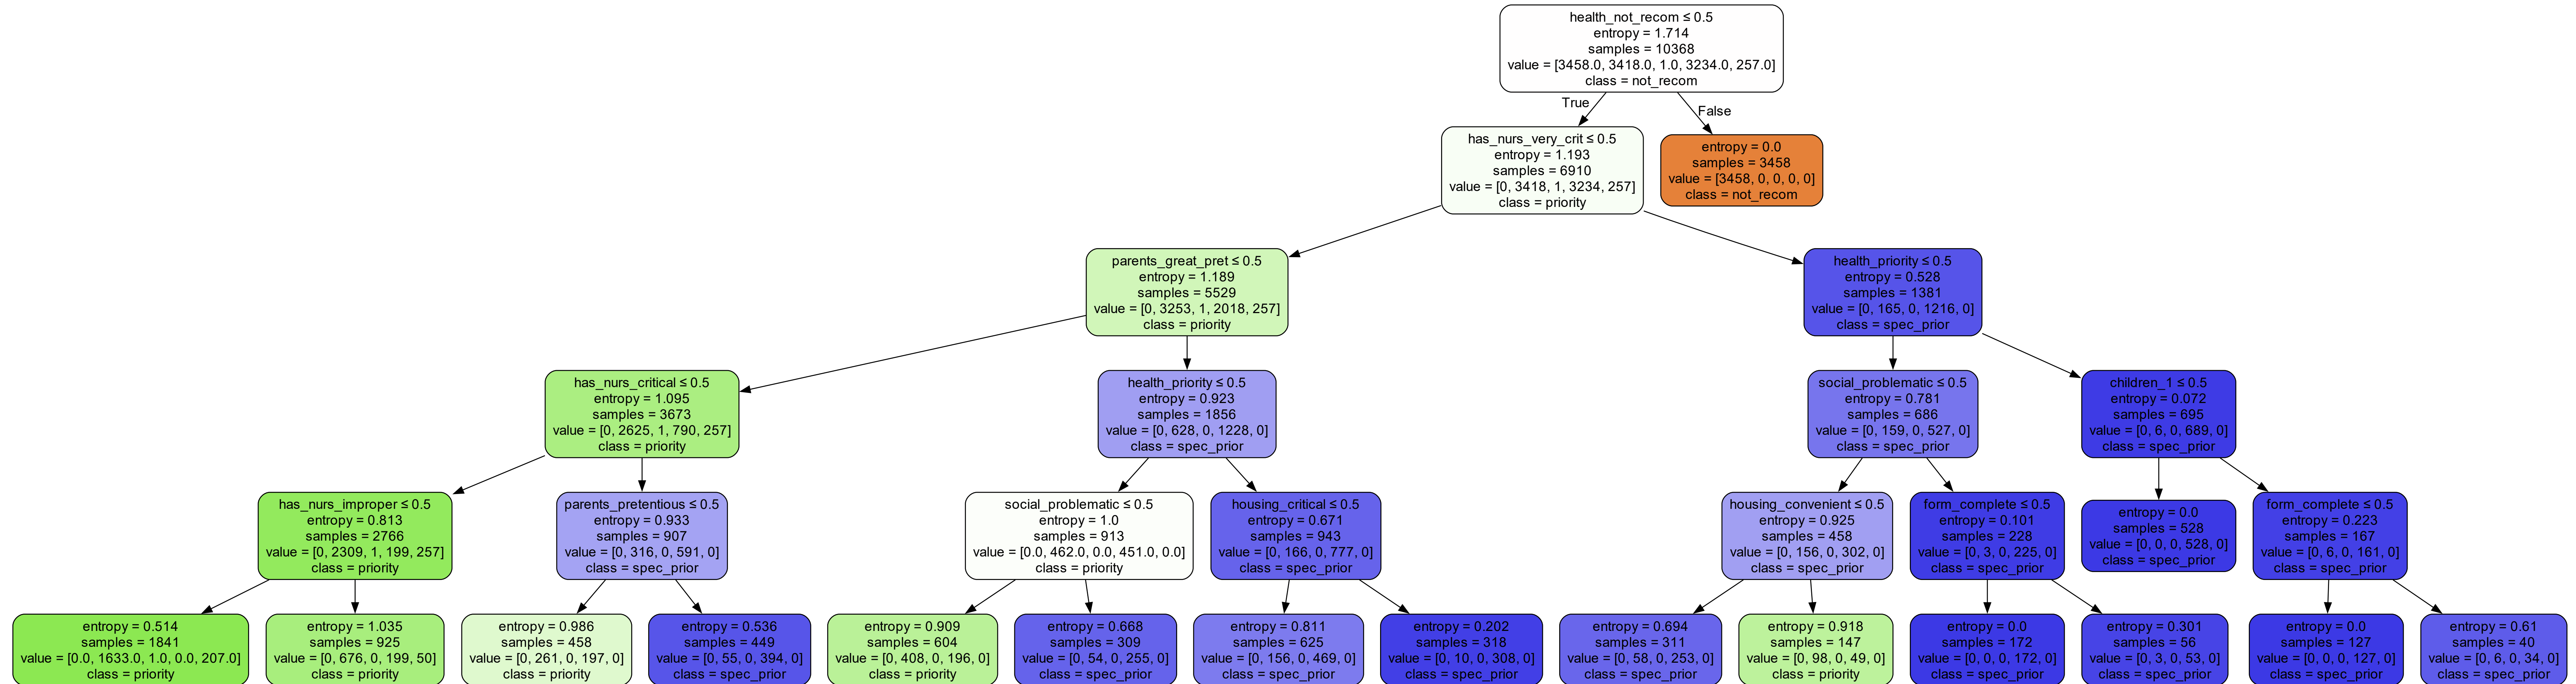 health_not_recom ≤ 0.5
entropy = 1.714
samples = 10368
value = [3458.0, 3418.0, 1.0, 3234.0, 257.0]
class = not_recom
True
False
has_nurs_very_crit ≤ 0.5
entropy = 1.193
samples = 6910
value = [0, 3418, 1, 3234, 257]
class = priority
entropy = 0.0
samples = 3458
value = [3458, 0, 0, 0, 0]
class = not_recom
parents_great_pret ≤ 0.5
entropy = 1.189
samples = 5529
value = [0, 3253, 1, 2018, 257]
class = priority
health_priority ≤ 0.5
entropy = 0.528
samples = 1381
value = [0, 165, 0, 1216, 0]
class = spec_prior
has_nurs_critical ≤ 0.5
entropy = 1.095
samples = 3673
value = [0, 2625, 1, 790, 257]
class = priority
health_priority ≤ 0.5
entropy = 0.923
samples = 1856
value = [0, 628, 0, 1228, 0]
class = spec_prior
social_problematic ≤ 0.5
entropy = 0.781
samples = 686
value = [0, 159, 0, 527, 0]
class = spec_prior
children_1 ≤ 0.5
entropy = 0.072
samples = 695
value = [0, 6, 0, 689, 0]
class = spec_prior
has_nurs_improper ≤ 0.5
entropy = 0.813
samples = 2766
value = [0, 2309, 1, 199, 257]
class = priority
parents_pretentious ≤ 0.5
entropy = 0.933
samples = 907
value = [0, 316, 0, 591, 0]
class = spec_prior
social_problematic ≤ 0.5
entropy = 1.0
samples = 913
value = [0.0, 462.0, 0.0, 451.0, 0.0]
class = priority
housing_critical ≤ 0.5
entropy = 0.671
samples = 943
value = [0, 166, 0, 777, 0]
class = spec_prior
housing_convenient ≤ 0.5
entropy = 0.925
samples = 458
value = [0, 156, 0, 302, 0]
class = spec_prior
form_complete ≤ 0.5
entropy = 0.101
samples = 228
value = [0, 3, 0, 225, 0]
class = spec_prior
entropy = 0.0
samples = 528
value = [0, 0, 0, 528, 0]
class = spec_prior
form_complete ≤ 0.5
entropy = 0.223
samples = 167
value = [0, 6, 0, 161, 0]
class = spec_prior
entropy = 0.514
samples = 1841
value = [0.0, 1633.0, 1.0, 0.0, 207.0]
class = priority
entropy = 1.035
samples = 925
value = [0, 676, 0, 199, 50]
class = priority
entropy = 0.986
samples = 458
value = [0, 261, 0, 197, 0]
class = priority
entropy = 0.536
samples = 449
value = [0, 55, 0, 394, 0]
class = spec_prior
entropy = 0.909
samples = 604
value = [0, 408, 0, 196, 0]
class = priority
entropy = 0.668
samples = 309
value = [0, 54, 0, 255, 0]
class = spec_prior
entropy = 0.811
samples = 625
value = [0, 156, 0, 469, 0]
class = spec_prior
entropy = 0.202
samples = 318
value = [0, 10, 0, 308, 0]
class = spec_prior
entropy = 0.694
samples = 311
value = [0, 58, 0, 253, 0]
class = spec_prior
entropy = 0.918
samples = 147
value = [0, 98, 0, 49, 0]
class = priority
entropy = 0.0
samples = 172
value = [0, 0, 0, 172, 0]
class = spec_prior
entropy = 0.301
samples = 56
value = [0, 3, 0, 53, 0]
class = spec_prior
entropy = 0.0
samples = 127
value = [0, 0, 0, 127, 0]
class = spec_prior
entropy = 0.61
samples = 40
value = [0, 6, 0, 34, 0]
class = spec_prior